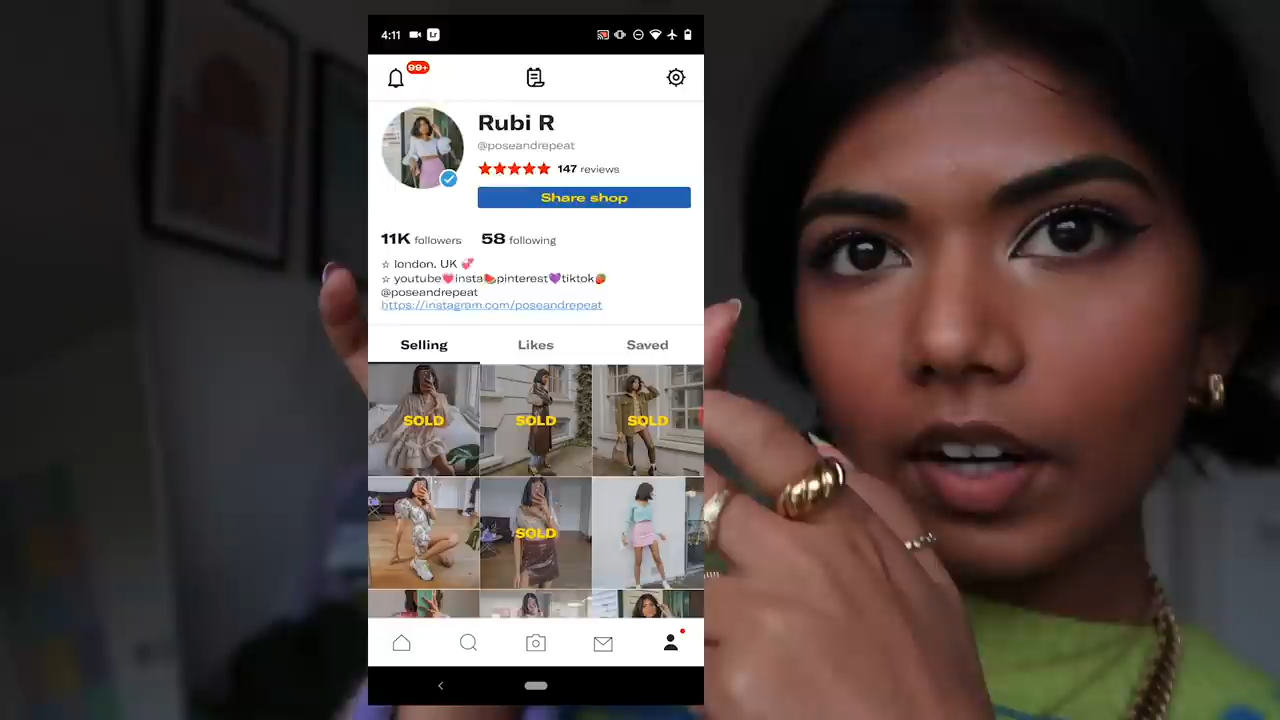 4:11 Lr
99+
Rubi R
@poseandrepeat
147 reviews
Share shop
11K followers 58 following
☆ london, UK 💞
☆ youtube💗insta🍉pinterest💜tiktok🍓
@poseandrepeat
https://instagram.com/poseandrepeat
Selling Likes Saved
SOLD SOLD SOLD
SOLD